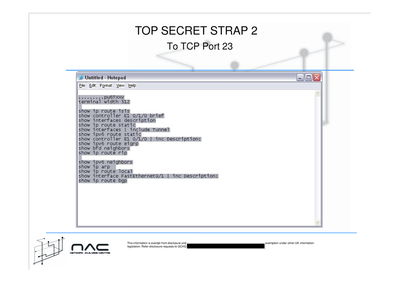 TOP SECRET STRAP 2
To TCP Port 23
Untitled - Notepad
File Edit Format View Help
terminal width 512
show ip route isis
show controller E1 0/1/0 brief
show interfaces description
show ip route static
show interfaces | include Tunnel
show ipv6 route static
show controller E1 0/1/0 | inc Description:
show ipv6 route eigrp
show bfd neighbors
show ip route rip
show ipv6 neighbors
show ip arp
show ip route local
show interface FastEthernet0/1 | inc Description:
show ip route bgp
NAC
NETWORK ANALYSIS CENTRE
This information is exempt from disclosure under
exemption under other UK information
legislation. Refer disclosure requests to GCHQ